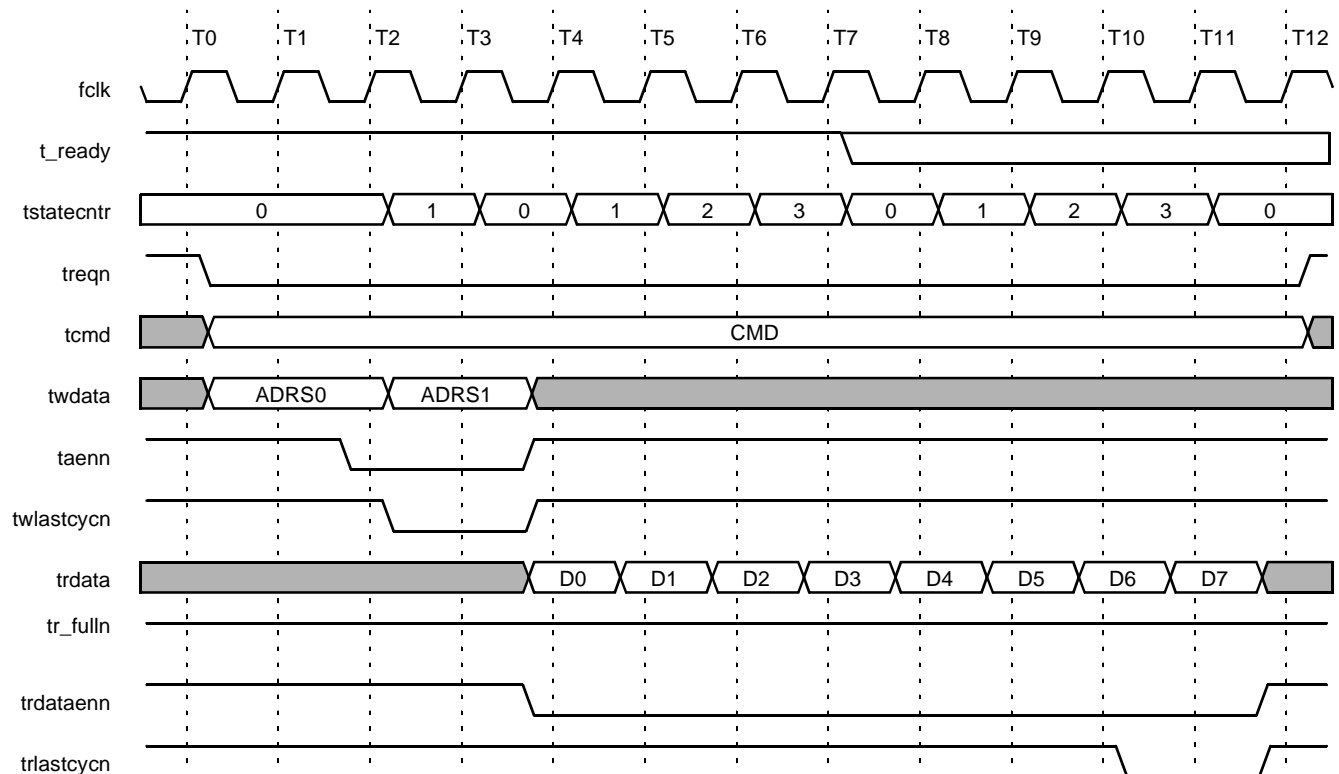 T0 T1 T2 T3 T4 T5 T6 T7 T8 T9 T10 T11 T12
fclk
t_ready
tstatecntr 0 1 0 1 2 3 0 1 2 3 0
treqn
tcmd CMD
twdata ADRS0 ADRS1
taenn
twlastcycn
trdata D0 D1 D2 D3 D4 D5 D6 D7
tr_fulln
trdataenn
trlastcycn